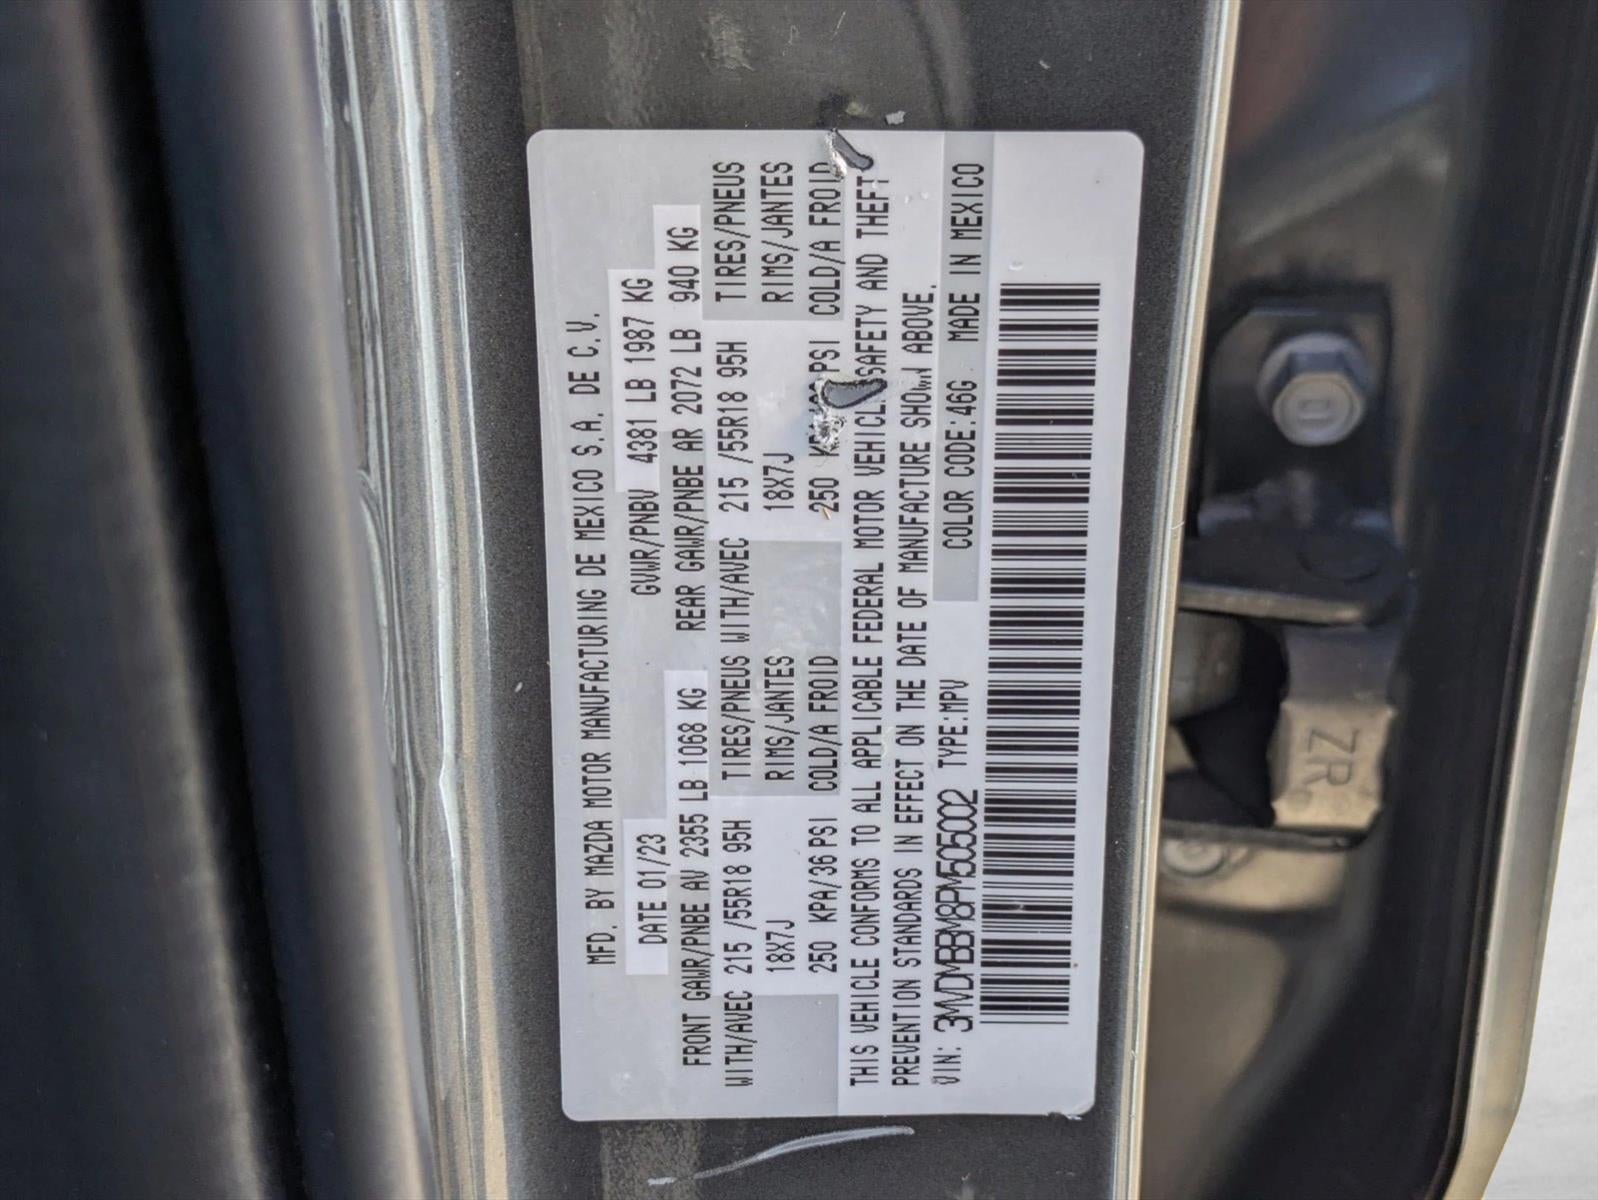 MFD. BY MAZDA MOTOR MANUFACTURING DE MEXICO S.A. DE C.V.
DATE 01/23 GVWR/PNBV 4381 LB 1987 KG
FRONT GAWR/PNBE AV 2355 LB 1068 KG REAR GAWR/PNBE AR 2072 LB 940 KG
WITH/AVEC 215 /55R18 95H TIRES/PNEUS WITH/AVEC 215 /55R18 95H TIRES/PNEUS
18X7J RIMS/JANTES 18X7J RIMS/JANTES
250 KPA/36 PSI COLD/A FROID 250 PSI COLD/A FROID
THIS VEHICLE CONFORMS TO ALL APPLICABLE FEDERAL MOTOR VEHICLE SAFETY AND THEFT
PREVENTION STANDARDS IN EFFECT ON THE DATE OF MANUFACTURE SHOWN ABOVE.
VIN: 3MVDMBBM8PM505002 TYPE:MPV COLOR CODE:46G MADE IN MEXICO
ZR